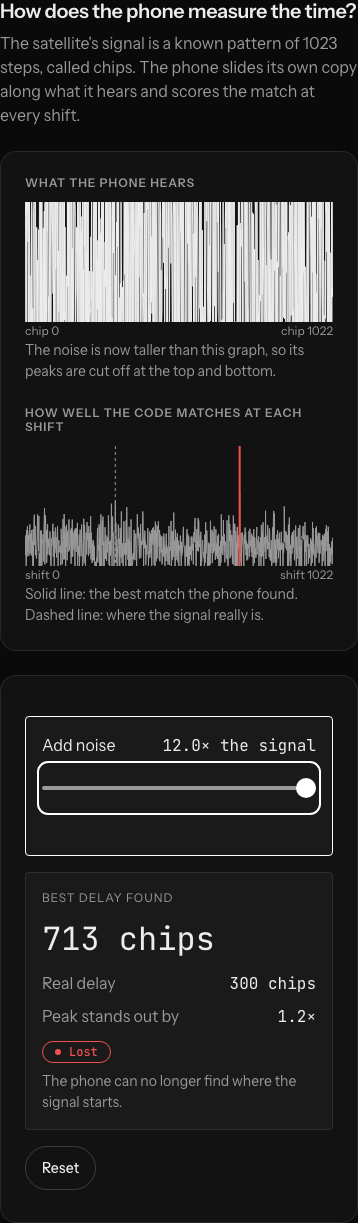 How does the phone measure the time?
The satellite's signal is a known pattern of 1023
steps, called chips. The phone slides its own copy
along what it hears and scores the match at
every shift.
WHAT THE PHONE HEARS
chip 0
chip 1022
The noise is now taller than this graph, so its
peaks are cut off at the top and bottom.
HOW WELL THE CODE MATCHES AT EACH
SHIFT
shift 0
shift 1022
Solid line: the best match the phone found.
Dashed line: where the signal really is.
Add noise
12.0× the signal
BEST DELAY FOUND
713 chips
Real delay
300 chips
Peak stands out by
1.2×
Lost
The phone can no longer find where the
signal starts.
Reset